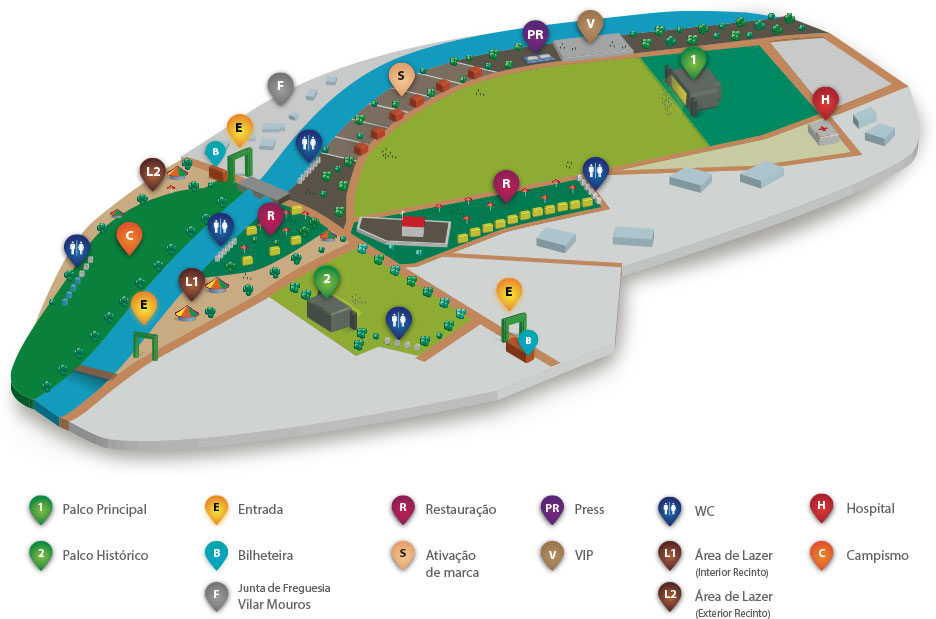 PR
V
1
S
F
H
E
B
L2
R
R
C
2
L1
E
E
B
1 Palco Principal
E Entrada
R Restauração
PR Press
WC
H Hospital
2 Palco Histórico
B Bilheteira
S Ativação
de marca
V VIP
L1 Área de Lazer
(Interior Recinto)
C Campismo
F Junta de Freguesia
Vilar Mouros
L2 Área de Lazer
(Exterior Recinto)